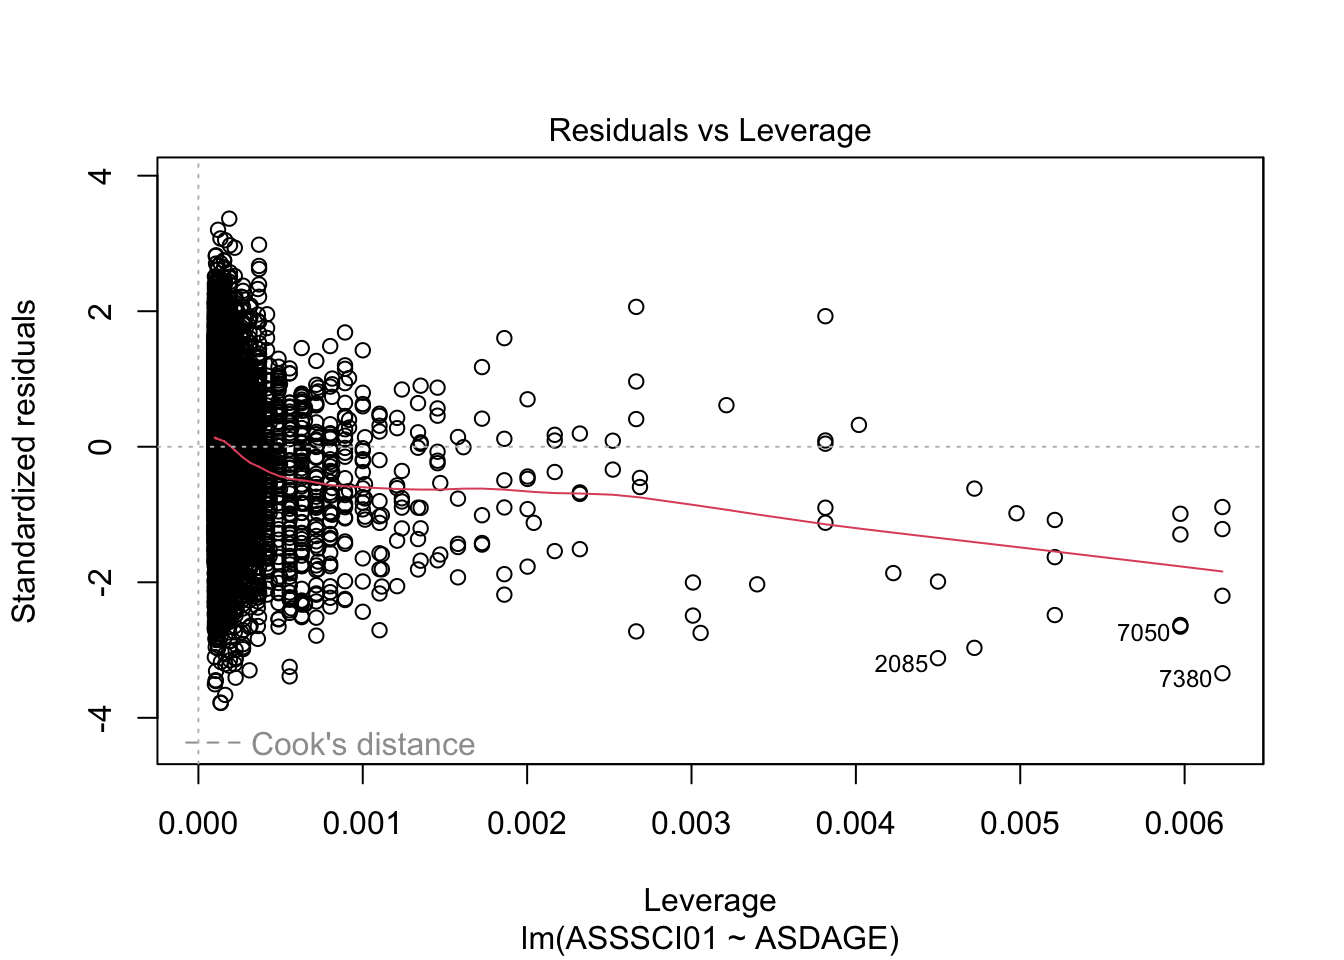 Residuals vs Leverage
Standardized residuals
4
2
0
-2
-4
7050
2085
7380
Cook's distance
0.000 0.001 0.002 0.003 0.004 0.005 0.006
Leverage
lm(ASSSCI01 ~ ASDAGE)